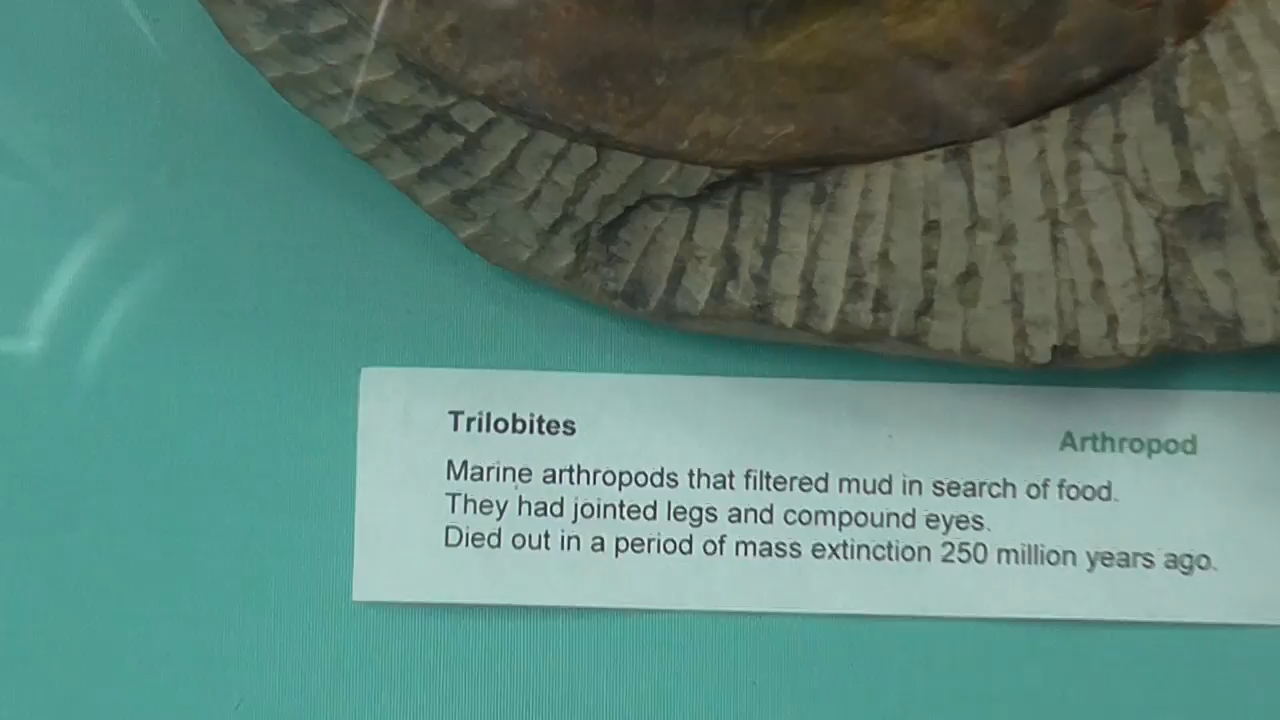 Trilobites
Arthropod
Marine arthropods that filtered mud in search of food.
They had jointed legs and compound eyes.
Died out in a period of mass extinction 250 million years ago.